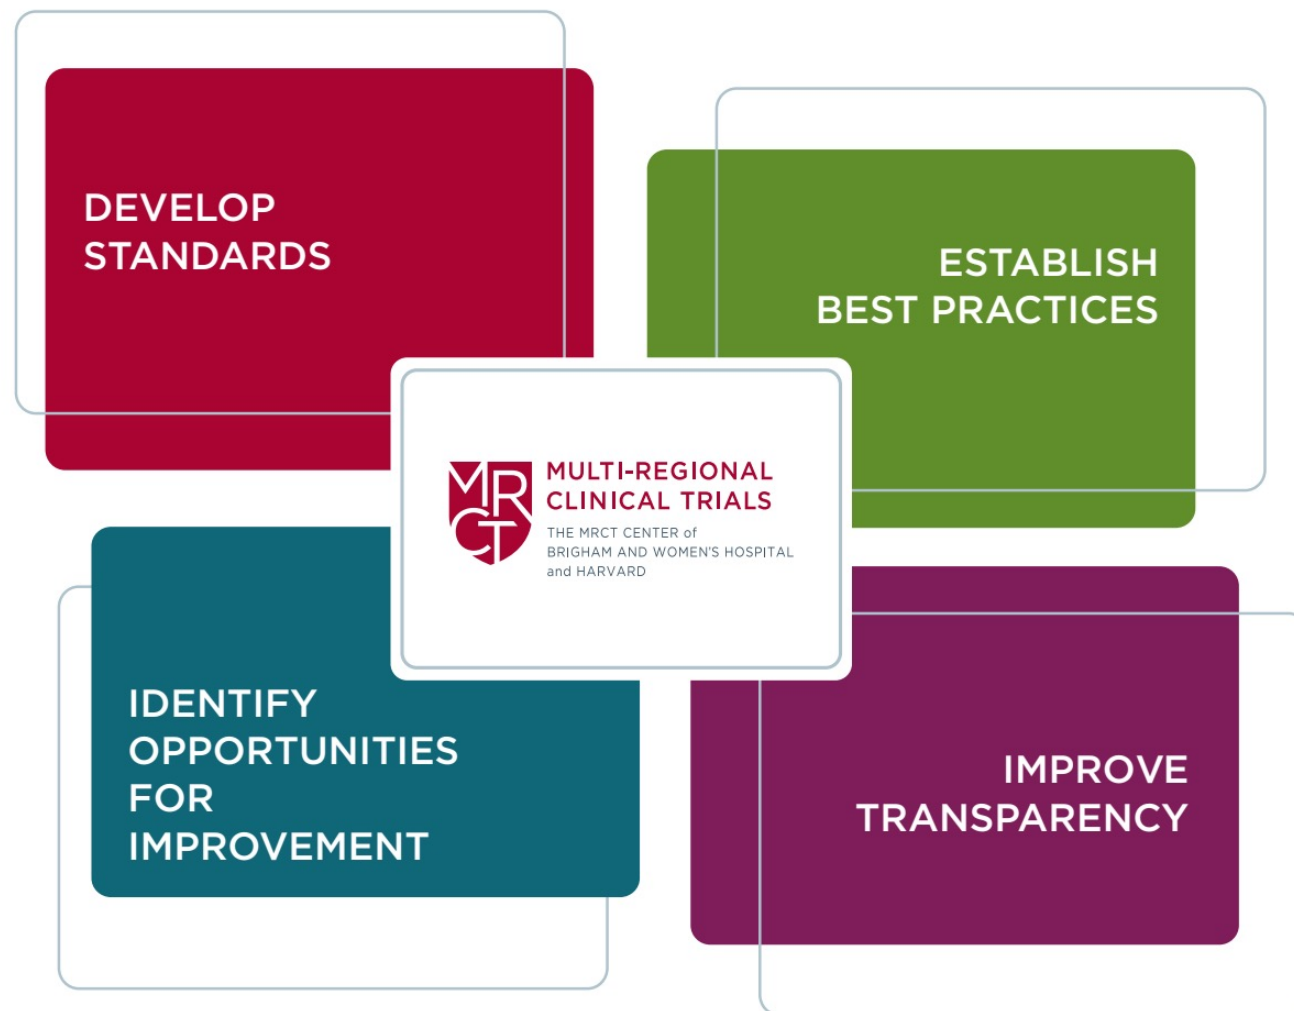 DEVELOP
STANDARDS
ESTABLISH
BEST PRACTICES
MRCT
MULTI-REGIONAL
CLINICAL TRIALS
THE MRCT CENTER of
BRIGHAM AND WOMEN'S HOSPITAL
and HARVARD
IDENTIFY
OPPORTUNITIES
FOR
IMPROVEMENT
IMPROVE
TRANSPARENCY